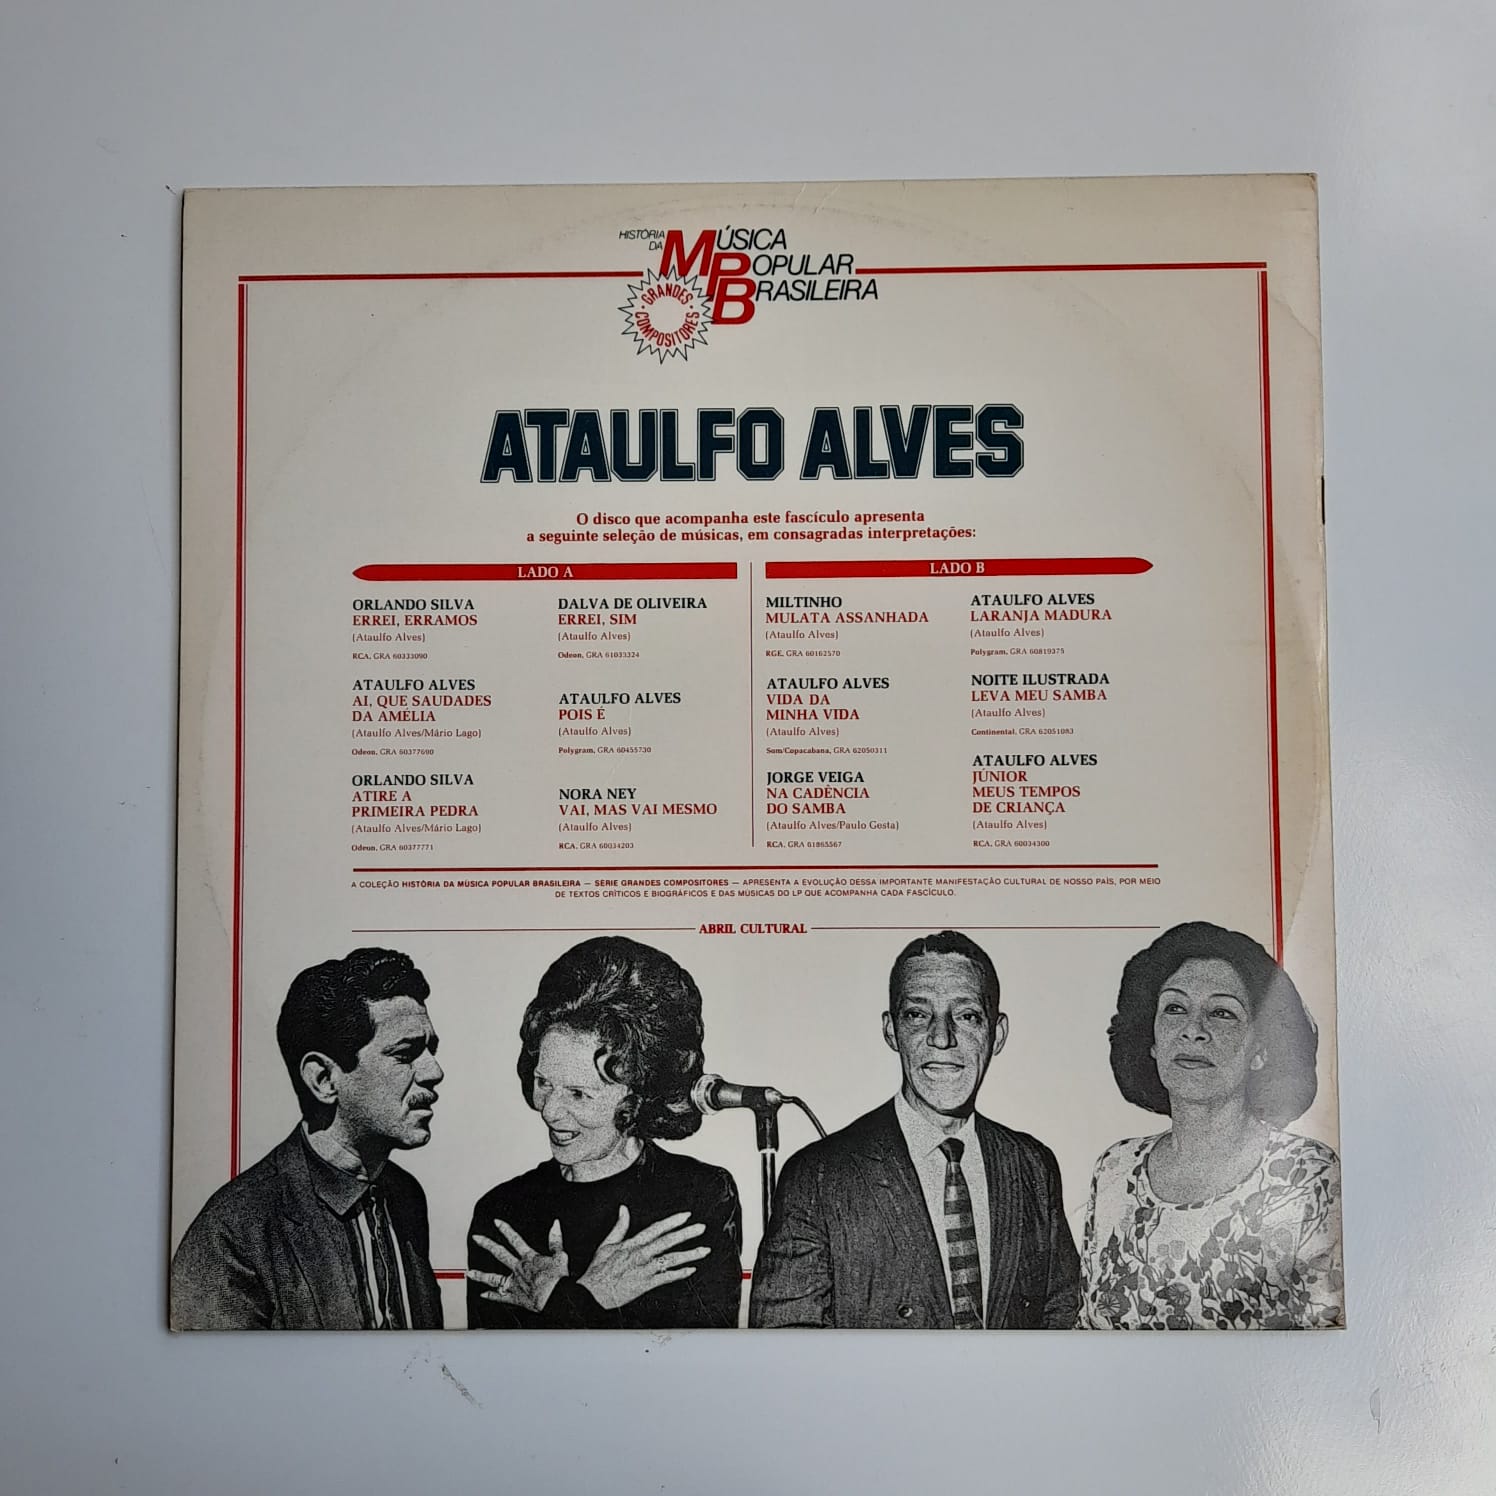 HISTÓRIA
DA
MÚSICA
POPULAR
BRASILEIRA
GRANDES
COMPOSITORES
ATAULFO ALVES
O disco que acompanha este fascículo apresenta
a seguinte seleção de músicas, em consagradas interpretações:
LADO A
ORLANDO SILVA
ERREI, ERRAMOS
(Ataulfo Alves)
RCA, GRA 60333090
ATAULFO ALVES
AI, QUE SAUDADES
DA AMÉLIA
(Ataulfo Alves/Mário Lago)
Odeon, GRA 60377690
ORLANDO SILVA
ATIRE A
PRIMEIRA PEDRA
(Ataulfo Alves/Mário Lago)
Odeon, GRA 60377771
DALVA DE OLIVEIRA
ERREI, SIM
(Ataulfo Alves)
Odeon, GRA 61033324
ATAULFO ALVES
POIS É
(Ataulfo Alves)
Polygram, GRA 60455730
NORA NEY
VAI, MAS VAI MESMO
(Ataulfo Alves)
RCA, GRA 60034203
LADO B
MILTINHO
MULATA ASSANHADA
(Ataulfo Alves)
RGE, GRA 60162570
ATAULFO ALVES
VIDA DA
MINHA VIDA
(Ataulfo Alves)
Som/Copacabana, GRA 62050311
JORGE VEIGA
NA CADÊNCIA
DO SAMBA
(Ataulfo Alves/Paulo Gesta)
RCA, GRA 61865567
ATAULFO ALVES
LARANJA MADURA
(Ataulfo Alves)
Polygram, GRA 60819375
NOITE ILUSTRADA
LEVA MEU SAMBA
(Ataulfo Alves)
Continental, GRA 62051083
ATAULFO ALVES
JÚNIOR
MEUS TEMPOS
DE CRIANÇA
(Ataulfo Alves)
RCA, GRA 60034300
A COLEÇÃO HISTÓRIA DA MÚSICA POPULAR BRASILEIRA — SÉRIE GRANDES COMPOSITORES — APRESENTA A EVOLUÇÃO DESSA IMPORTANTE MANIFESTAÇÃO CULTURAL DE NOSSO PAÍS, POR MEIO
DE TEXTOS CRÍTICOS E BIOGRÁFICOS E DAS MÚSICAS DO LP QUE ACOMPANHA CADA FASCÍCULO.
ABRIL CULTURAL